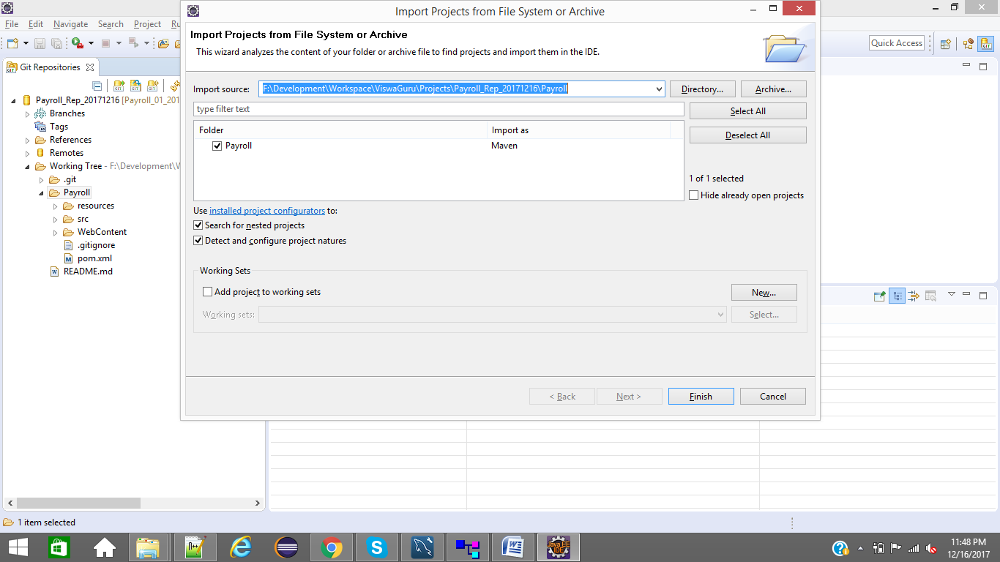 Import Projects from File System or Archive
File Edit Navigate Search Project Ru
Quick Access
Git Repositories
Payroll_Rep_20171216 [Payroll_01_201
Branches
Tags
References
Remotes
Working Tree - F:\Development\W
.git
Payroll
resources
src
WebContent
.gitignore
pom.xml
README.md
Import Projects from File System or Archive
This wizard analyzes the content of your folder or archive file to find projects and import them in the IDE.
Import source: F:\Development\Workspace\ViswaGuru\Projects\Payroll_Rep_20171216\Payroll Directory... Archive...
type filter text Select All
Folder Import as
Deselect All
Payroll Maven
1 of 1 selected
Hide already open projects
Use installed project configurators to:
Search for nested projects
Detect and configure project natures
Working Sets
Add project to working sets New...
Working sets: Select...
< Back Next > Finish Cancel
1 item selected
Java EE
IDE
11:48 PM
12/16/2017